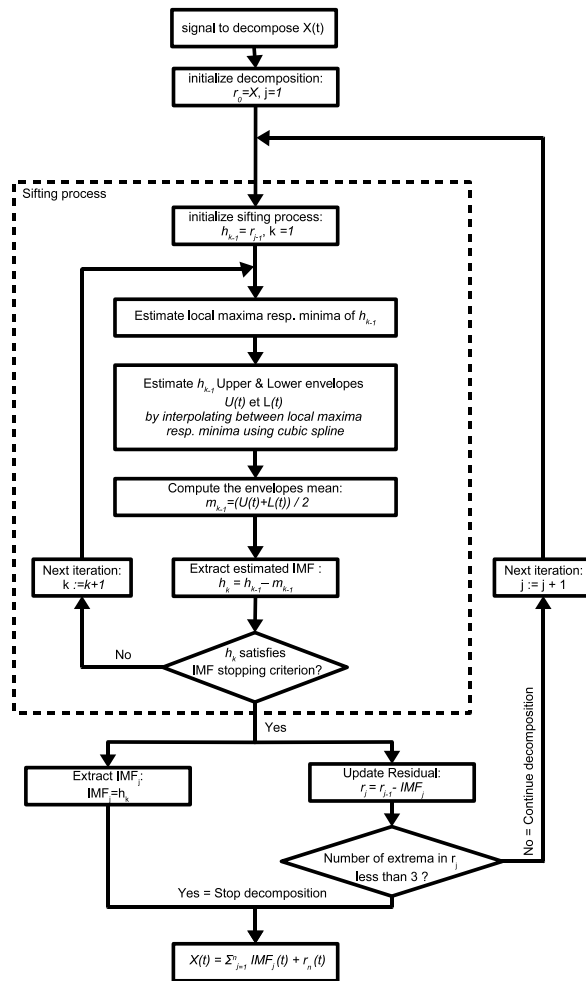 signal to decompose X(t)
initialize decomposition:
r₀=X, j=1
Sifting process
initialize sifting process:
hₖ₋₁ = rⱼ₋₁, k =1
Estimate local maxima resp. minima of hₖ₋₁
Estimate hₖ₋₁ Upper & Lower envelopes
U(t) et L(t)
by interpolating between local maxima
resp. minima using cubic spline
Compute the envelopes mean:
mₖ₋₁=(U(t)+L(t)) / 2
Next iteration:
k :=k+1
Extract estimated IMF :
hₖ = hₖ₋₁ – mₖ₋₁
Next iteration:
j := j + 1
hₖ satisfies
IMF stopping criterion?
No
Yes
No = Continue decomposition
Extract IMFⱼ:
IMFⱼ=hₖ
Update Residual:
rⱼ = rⱼ₋₁- IMFⱼ
Number of extrema in rⱼ
less than 3 ?
Yes = Stop decomposition
X(t) = Σⁿⱼ₌₁ IMFⱼ(t) + rₙ(t)